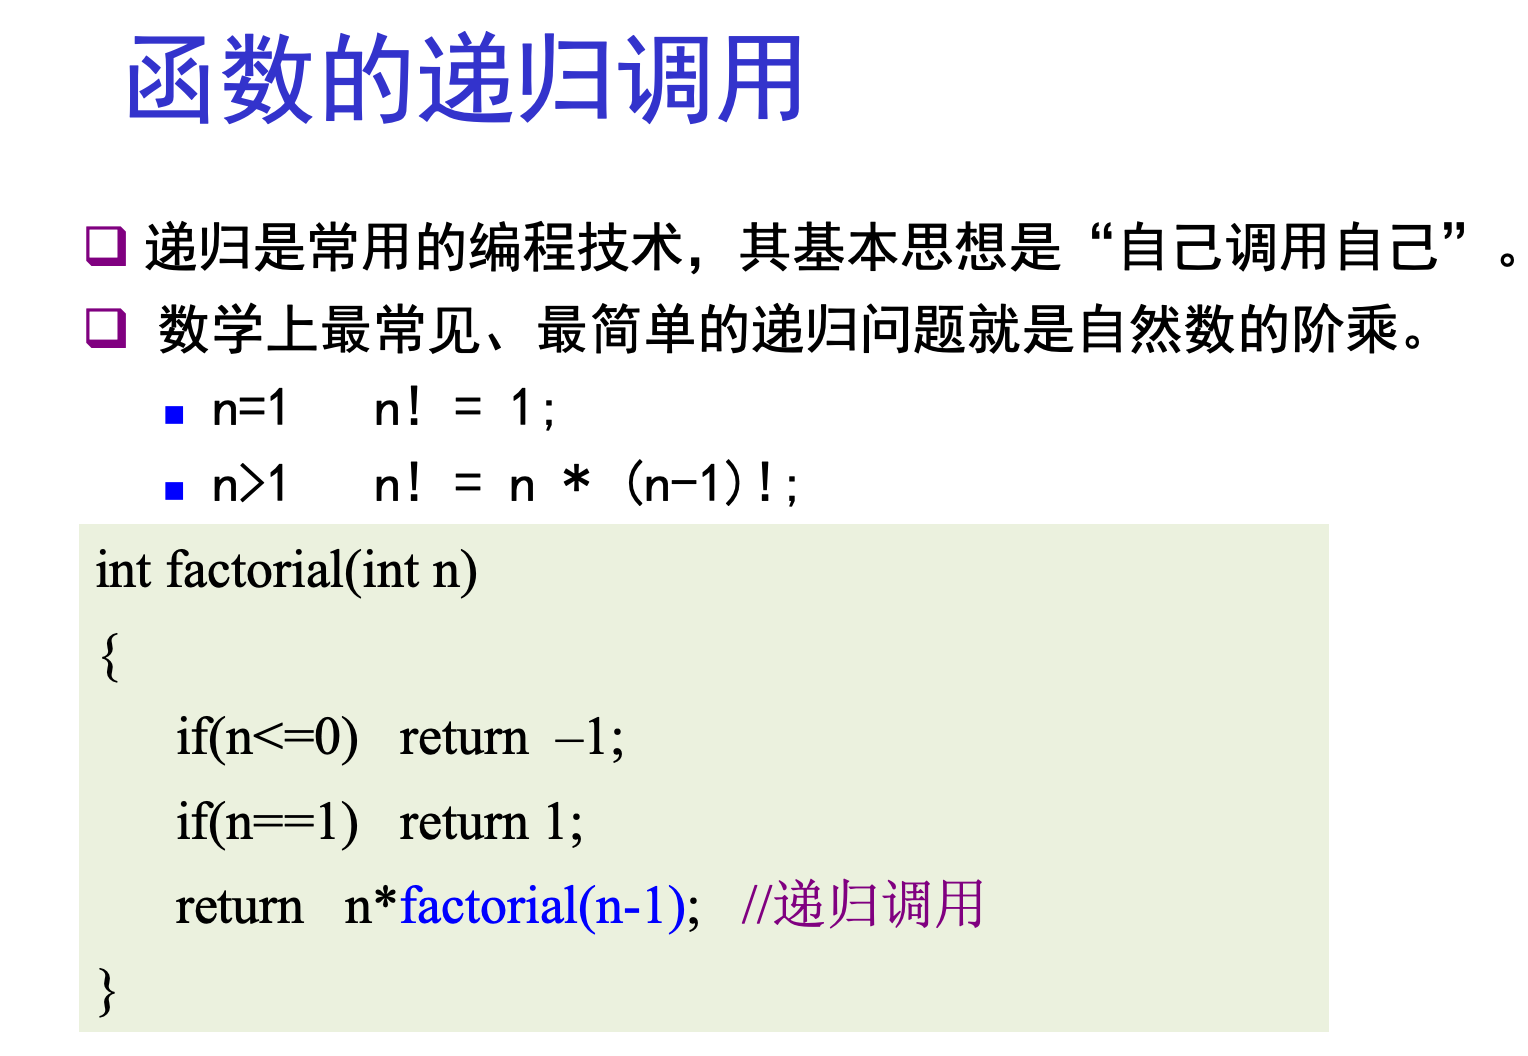 函数的递归调用
递归是常用的编程技术，其基本思想是“自己调用自己”。
数学上最常见、最简单的递归问题就是自然数的阶乘。
n=1   n! = 1;
n>1   n! = n * (n-1)!;
int factorial(int n)
{
if(n<=0)   return  –1;
if(n==1)   return 1;
return   n*factorial(n-1);   //递归调用
}